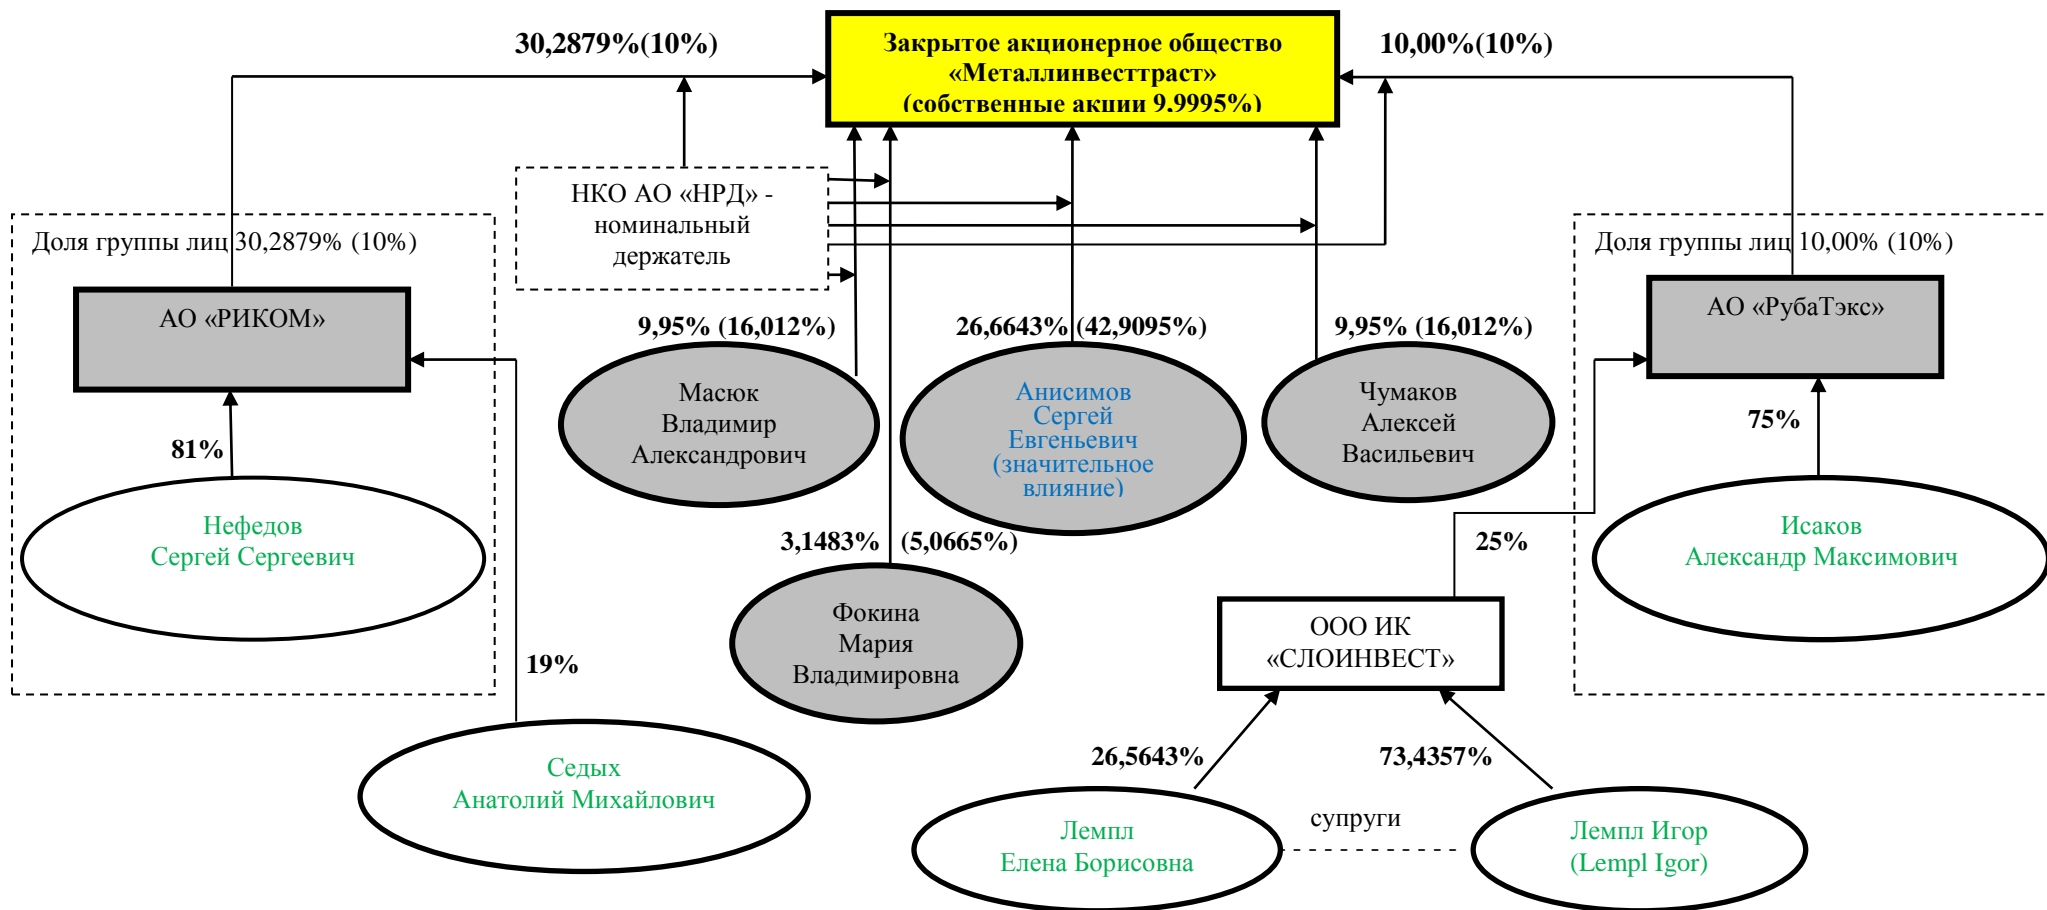 30,2879%(10%)
Закрытое акционерное общество
«Металлинвесттраст»
(собственные акции 9,9995%)
10,00%(10%)
НКО АО «НРД» -
номинальный
держатель
Доля группы лиц 30,2879% (10%)
Доля группы лиц 10,00% (10%)
АО «РИКОМ»
АО «РубаТэкс»
9,95% (16,012%)
26,6643% (42,9095%)
9,95% (16,012%)
Масюк
Владимир
Александрович
Анисимов
Сергей
Евгеньевич
(значительное
влияние)
Чумаков
Алексей
Васильевич
81%
75%
Нефедов
Сергей Сергеевич
3,1483% (5,0665%)
25%
Исаков
Александр Максимович
Фокина
Мария
Владимировна
ООО ИК
«СЛОИНВЕСТ»
19%
26,5643%
73,4357%
Седых
Анатолий Михайлович
супруги
Лемпл
Елена Борисовна
Лемпл Игор
(Lempl Igor)